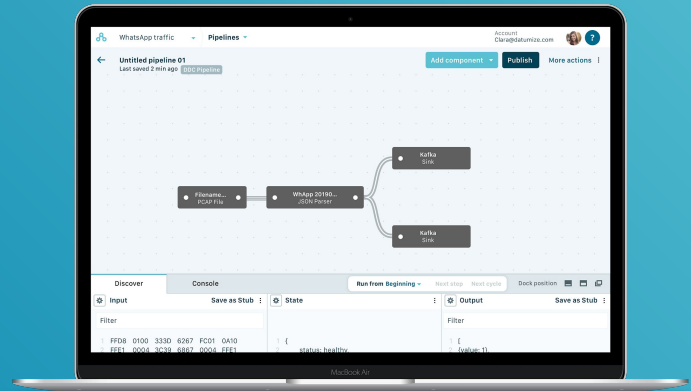 WhatsApp traffic
Pipelines
Account
Clara@datumize.com
?
Untitled pipeline 01
Last saved 2 min ago DDC Pipeline
Add component
Publish
More actions
Kafka
Sink
Filename...
PCAP File
WhApp 20190...
JSON Parser
Kafka
Sink
Discover
Console
Run from Beginning
Next step
Next cycle
Dock position
Input
Save as Stub
State
Output
Save as Stub
Filter
Filter
1 FFD8 0100 333D 6267 FC01 0A10
2 FFE1 0004 3C39 6867 0004 FFE1
1 {
2 status: healthy,
1 [
2 {value: 1},
MacBook Air